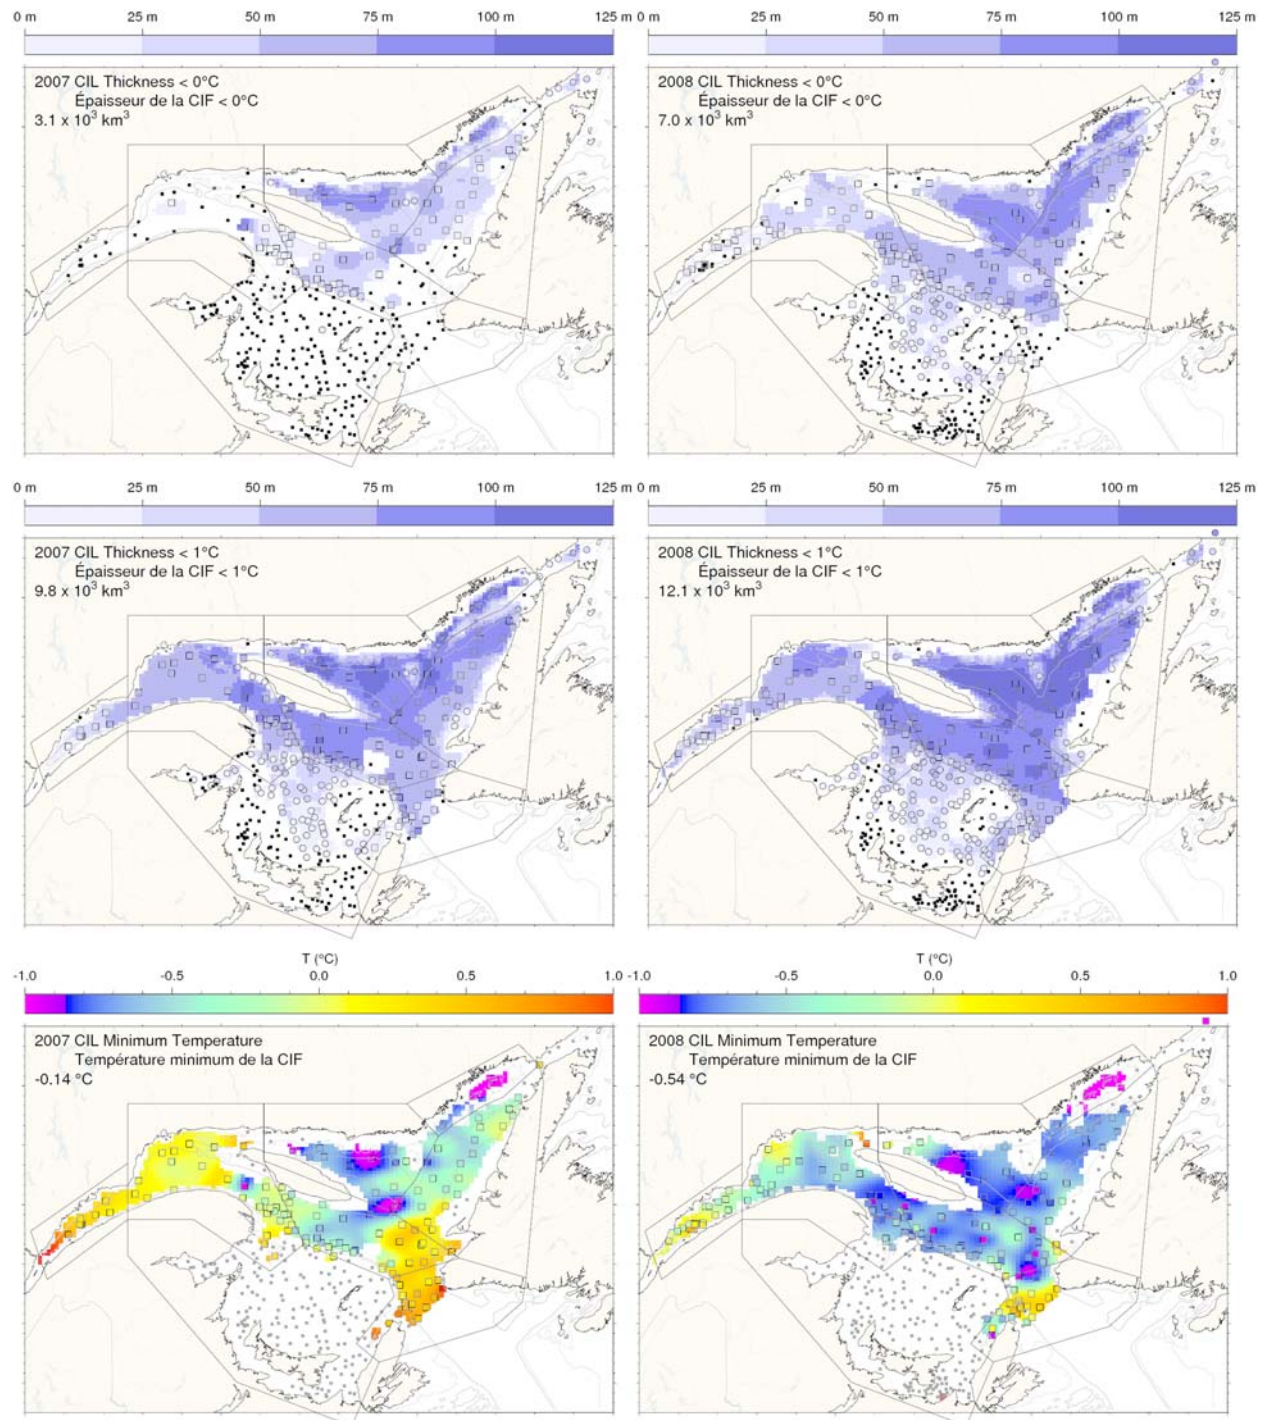 0 m 25 m 50 m 75 m 100 m 125 m 0 m 25 m 50 m 75 m 100 m 125 m
2007 CIL Thickness < 0°C
Épaisseur de la CIF < 0°C
3.1 x 10³ km³
2008 CIL Thickness < 0°C
Épaisseur de la CIF < 0°C
7.0 x 10³ km³
0 m 25 m 50 m 75 m 100 m 125 m 0 m 25 m 50 m 75 m 100 m 125 m
2007 CIL Thickness < 1°C
Épaisseur de la CIF < 1°C
9.8 x 10³ km³
2008 CIL Thickness < 1°C
Épaisseur de la CIF < 1°C
12.1 x 10³ km³
T (°C) T (°C)
-1.0 -0.5 0.0 0.5 1.0 -1.0 -0.5 0.0 0.5 1.0
2007 CIL Minimum Temperature
Température minimum de la CIF
-0.14 °C
2008 CIL Minimum Temperature
Température minimum de la CIF
-0.54 °C